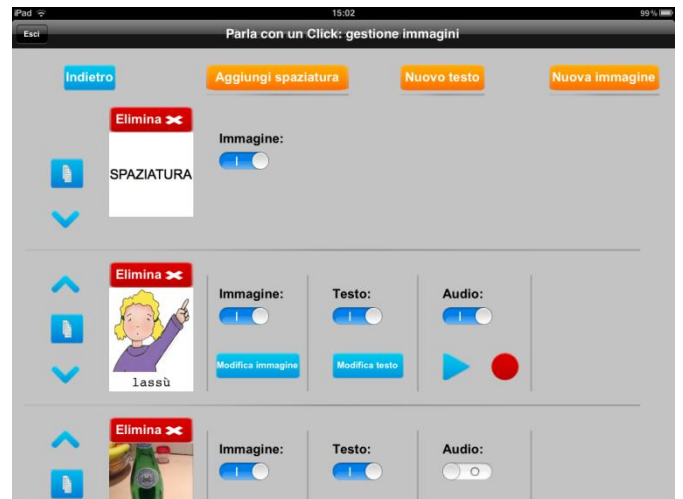 iPad 15:02 99%
Esci Parla con un Click: gestione immagini
Indietro Aggiungi spaziatura Nuovo testo Nuova immagine
Elimina
Immagine:
SPAZIATURA
Elimina
Immagine: Testo: Audio:
Modifica immagine Modifica testo
lassù
Elimina
Immagine: Testo: Audio: